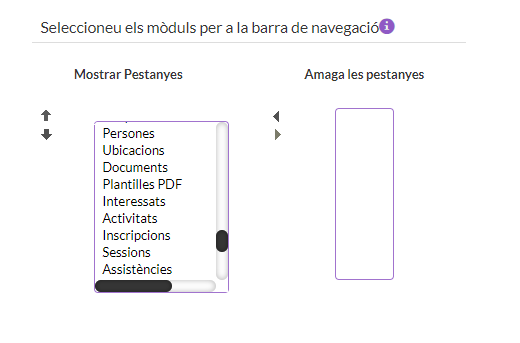 Seleccioneu els mòduls per a la barra de navegació
Mostrar Pestanyes
Amaga les pestanyes
Persones
Ubicacions
Documents
Plantilles PDF
Interessats
Activitats
Inscripcions
Sessions
Assistències